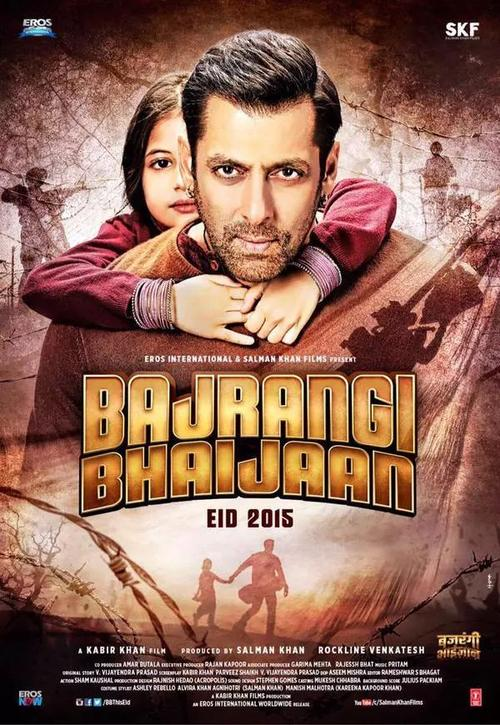 EROS
INTERNATIONAL
SKF
SALMAN KHAN FILMS
EROS INTERNATIONAL & SALMAN KHAN FILMS PRESENT
BAJRANGI
BHAIJAAN
EID 2015
A KABIR KHAN FILM PRODUCED BY SALMAN KHAN ROCKLINE VENKATESH
बजरंगी
भाईजान
CO PRODUCER AMAR BUTALA EXECUTIVE PRODUCER RAJAN KAPOOR ASSOCIATE PRODUCER GARIMA MEHTA RAJESSH BHAT MUSIC PRITAM
ORIGINAL STORY V. VIJAYENDRA PRASAD SCREENPLAY KABIR KHAN PARVEEZ SHAIKH V. VIJAYENDRA PRASAD DOP ASEEM MISHRA EDITOR RAMESHWAR S BHAGAT
ACTION SHAM KAUSHAL PRODUCTION DESIGN RAJNISH HEDAO (ACROPOLIS) SOUND DESIGN STEPHEN GOMES CASTING MUKESH CHHABRA BACKGROUND SCORE JULIUS PACKIAM
COSTUME STYLIST ASHLEY REBELLO ALVIRA KHAN AGNIHOTRI (SALMAN KHAN) MANISH MALHOTRA (KAREENA KAPOOR KHAN)
A KABIR KHAN FILMS PRODUCTION
EROS
NOW
/BBThisEid
AN EROS INTERNATIONAL WORLDWIDE RELEASE
YouTube /c/SalmanKhanFilms
T-SERIES